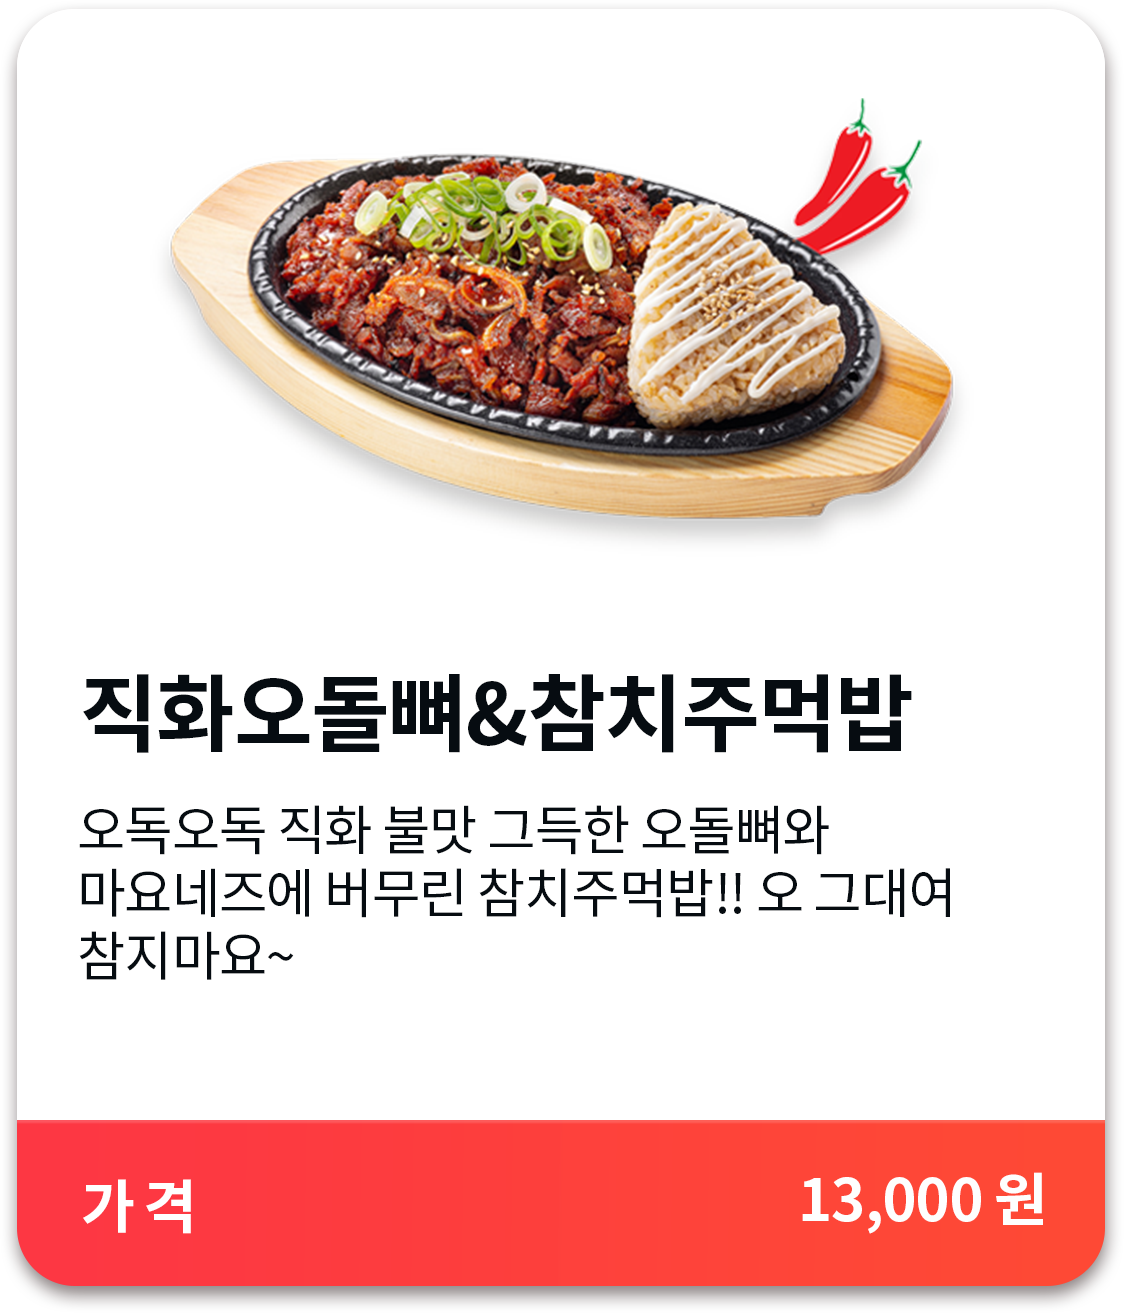 직화오돌뼈&참치주먹밥
오독오독 직화 불맛 그득한 오돌뼈와
마요네즈에 버무린 참치주먹밥!! 오 그대여
참지마요~
가 격
13,000 원